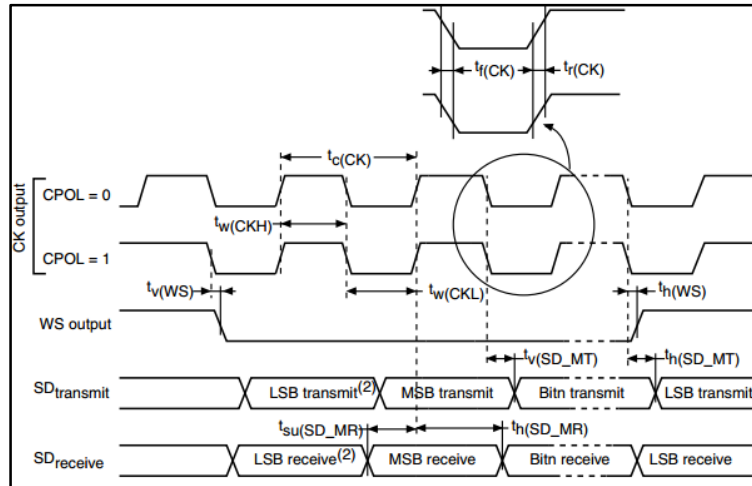 tf(CK)
tr(CK)
tc(CK)
CK output
CPOL = 0
tw(CKH)
CPOL = 1
tv(WS)
tw(CKL)
th(WS)
WS output
tv(SD_MT)
th(SD_MT)
SDtransmit
LSB transmit(2)
MSB transmit
Bitn transmit
LSB transmit
tsu(SD_MR)
th(SD_MR)
SDreceive
LSB receive(2)
MSB receive
Bitn receive
LSB receive